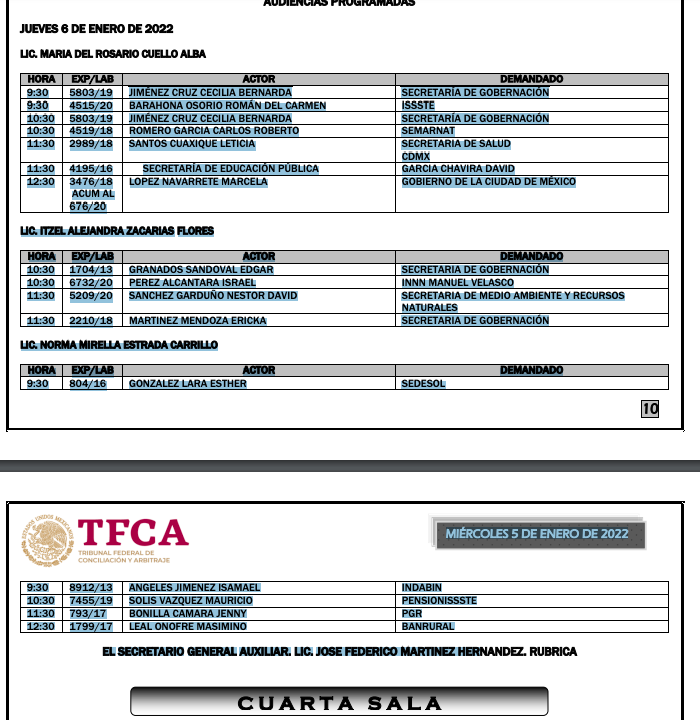 AUDIENCIAS PROGRAMADAS
JUEVES 6 DE ENERO DE 2022
LIC. MARIA DEL ROSARIO CUELLO ALBA
HORA EXP/LAB ACTOR DEMANDADO
9:30 5803/19 JIMÉNEZ CRUZ CECILIA BERNARDA SECRETARÍA DE GOBERNACIÓN
9:30 4515/20 BARAHONA OSORIO ROMÁN DEL CARMEN ISSSTE
10:30 5803/19 JIMÉNEZ CRUZ CECILIA BERNARDA SECRETARÍA DE GOBERNACIÓN
10:30 4519/18 ROMERO GARCIA CARLOS ROBERTO SEMARNAT
11:30 2989/18 SANTOS CUAXIQUE LETICIA SECRETARIA DE SALUD
CDMX
11:30 4195/16 SECRETARÍA DE EDUCACIÓN PÚBLICA GARCIA CHAVIRA DAVID
12:30 3476/18 LOPEZ NAVARRETE MARCELA GOBIERNO DE LA CIUDAD DE MÉXICO
ACUM AL
676/20
LIC. ITZEL ALEJANDRA ZACARIAS FLORES
HORA EXP/LAB ACTOR DEMANDADO
10:30 1704/13 GRANADOS SANDOVAL EDGAR SECRETARIA DE GOBERNACIÓN
10:30 6732/20 PEREZ ALCANTARA ISRAEL INNN MANUEL VELASCO
11:30 5209/20 SANCHEZ GARDUÑO NESTOR DAVID SECRETARIA DE MEDIO AMBIENTE Y RECURSOS
NATURALES
11:30 2210/18 MARTINEZ MENDOZA ERICKA SECRETARIA DE GOBERNACIÓN
LIC. NORMA MIRELLA ESTRADA CARRILLO
HORA EXP/LAB ACTOR DEMANDADO
9:30 804/16 GONZALEZ LARA ESTHER SEDESOL
10
TFCA
TRIBUNAL FEDERAL DE
CONCILIACIÓN Y ARBITRAJE
MIÉRCOLES 5 DE ENERO DE 2022
9:30 8912/13 ANGELES JIMENEZ ISAMAEL INDABIN
10:30 7455/19 SOLIS VAZQUEZ MAURICIO PENSIONISSSTE
11:30 793/17 BONILLA CAMARA JENNY PGR
12:30 1799/17 LEAL ONOFRE MASIMINO BANRURAL
EL SECRETARIO GENERAL AUXILIAR. LIC. JOSE FEDERICO MARTINEZ HERNANDEZ. RUBRICA
CUARTA SALA